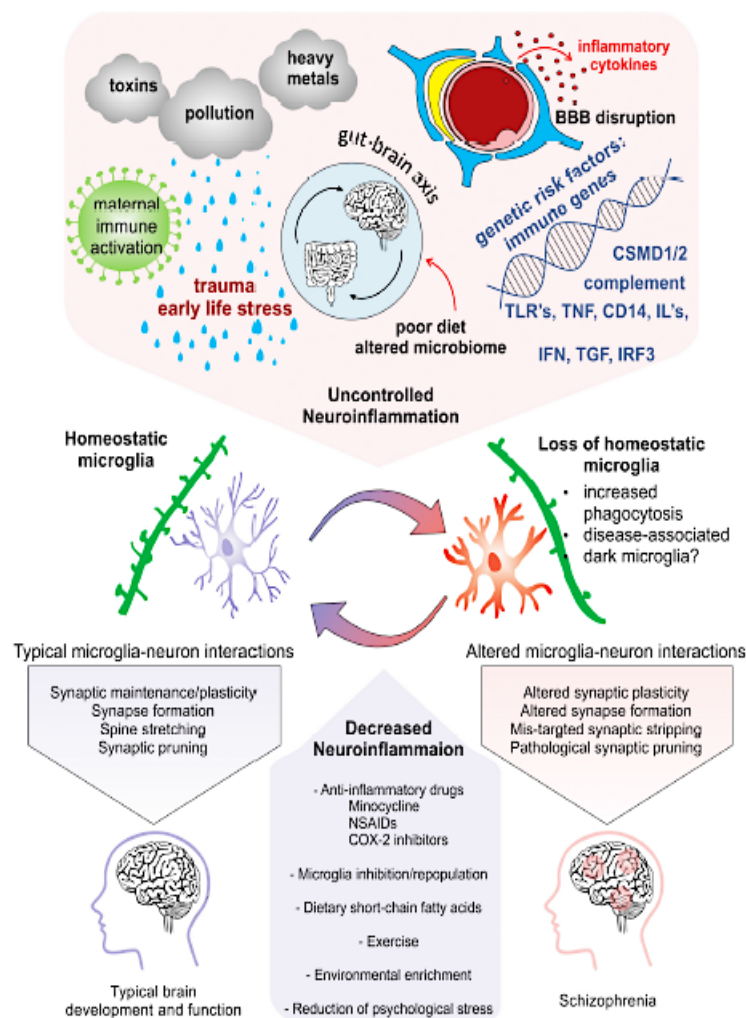 toxins
heavy
metals
pollution
inflammatory
cytokines
BBB disruption
gut-brain axis
maternal
immune
activation
trauma
early life stress
genetic risk factors:
immuno genes
CSMD1/2
complement
TLR's, TNF, CD14, IL's,
IFN, TGF, IRF3
poor diet
altered microbiome
Uncontrolled
Neuroinflammation
Homeostatic
microglia
Loss of homeostatic
microglia
• increased
phagocytosis
• disease-associated
• dark microglia?
Typical microglia-neuron interactions
Synaptic maintenance/plasticity
Synapse formation
Spine stretching
Synaptic pruning
Altered microglia-neuron interactions
Altered synaptic plasticity
Altered synapse formation
Mis-targted synaptic stripping
Pathological synaptic pruning
Decreased
Neuroinflammaion
- Anti-inflammatory drugs
Minocycline
NSAIDs
COX-2 inhibitors
- Microglia inhibition/repopulation
- Dietary short-chain fatty acids
- Exercise
- Environmental enrichment
- Reduction of psychological stress
Typical brain
development and function
Schizophrenia